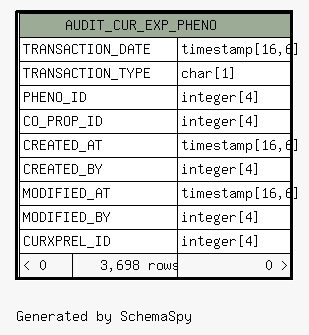 AUDIT_CUR_EXP_PHENO
TRANSACTION_DATE timestamp[16,6]
TRANSACTION_TYPE char[1]
PHENO_ID integer[4]
CO_PROP_ID integer[4]
CREATED_AT timestamp[16,6]
CREATED_BY integer[4]
MODIFIED_AT timestamp[16,6]
MODIFIED_BY integer[4]
CURXPREL_ID integer[4]
< 0 3,698 rows 0 >
Generated by SchemaSpy